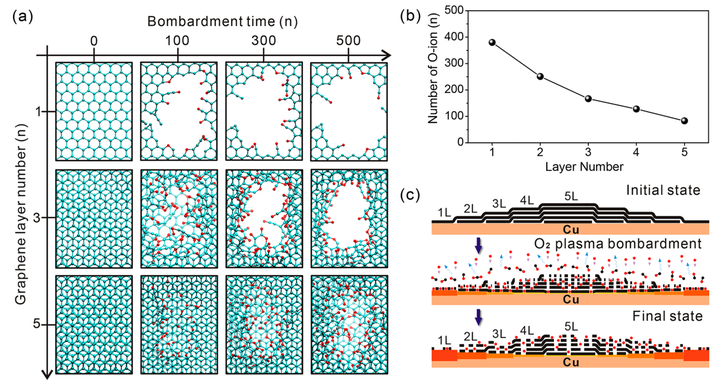 (a)
Bombardment time (n)
0 100 300 500
Graphene layer number (n)
1
3
5
(b)
Number of O-ion (n)
500
400
300
200
100
0
1 2 3 4 5
Layer Number
(c)
Initial state
1L 2L 3L 4L 5L
Cu
O₂ plasma bombardment
Cu
Final state
1L 2L 3L 4L 5L
Cu